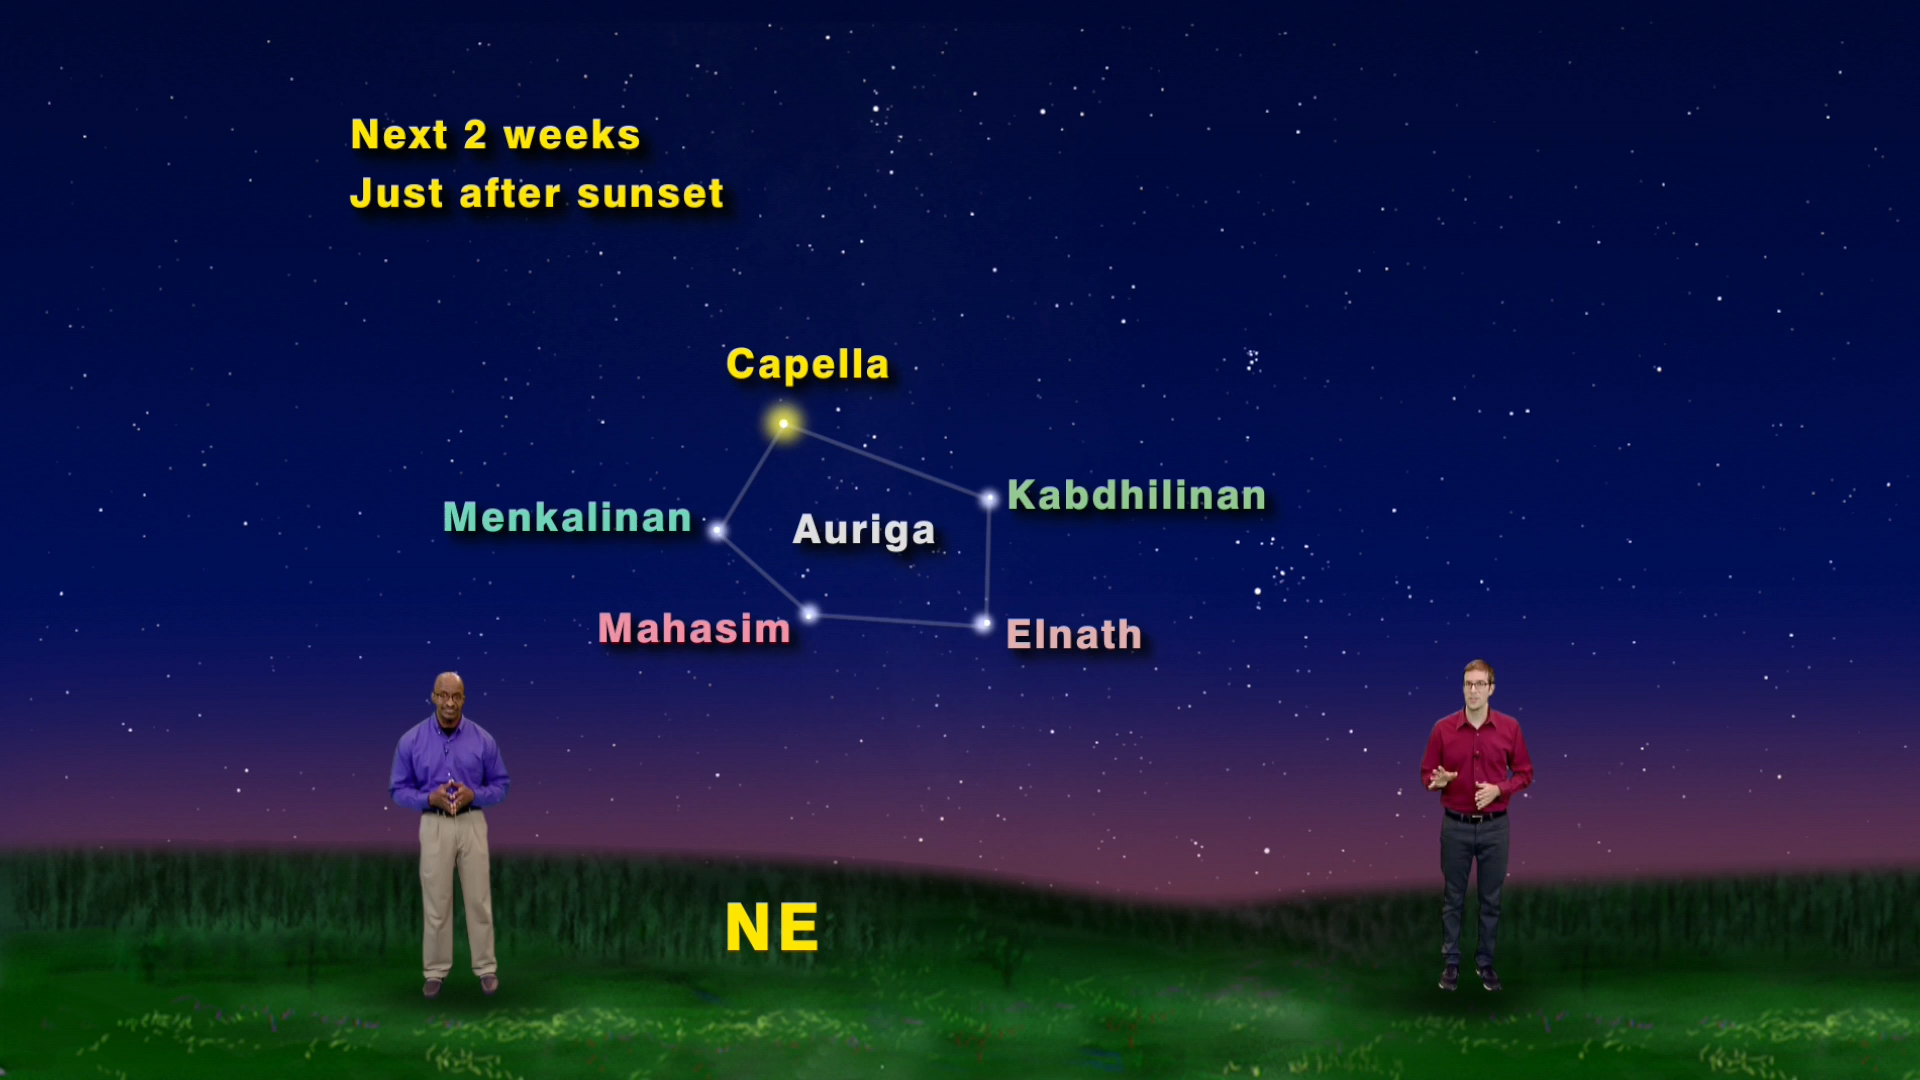 Next 2 weeks
Just after sunset
Capella
Kabdhilinan
Menkalinan
Auriga
Mahasim
Elnath
NE